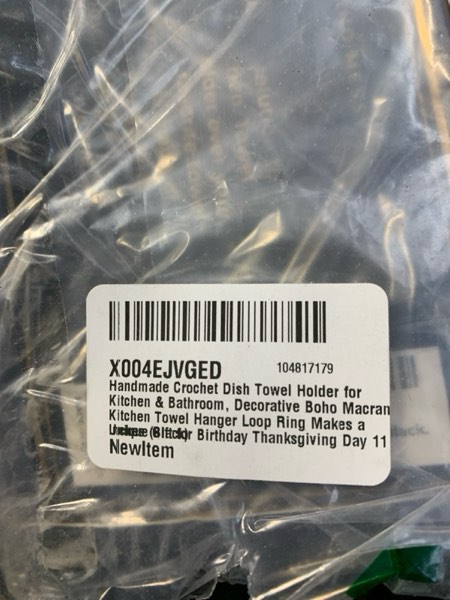 X004EJVGED 104817179
Handmade Crochet Dish Towel Holder for
Kitchen & Bathroom, Decorative Boho Macran
Kitchen Towel Hanger Loop Ring Makes a
Birthday Thanksgiving Day 11
NewItem